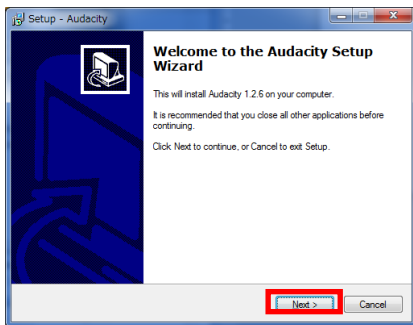 Setup - Audacity
Welcome to the Audacity Setup
Wizard
This will install Audacity 1.2.6 on your computer.
It is recommended that you close all other applications before
continuing.
Click Next to continue, or Cancel to exit Setup.
Next >
Cancel